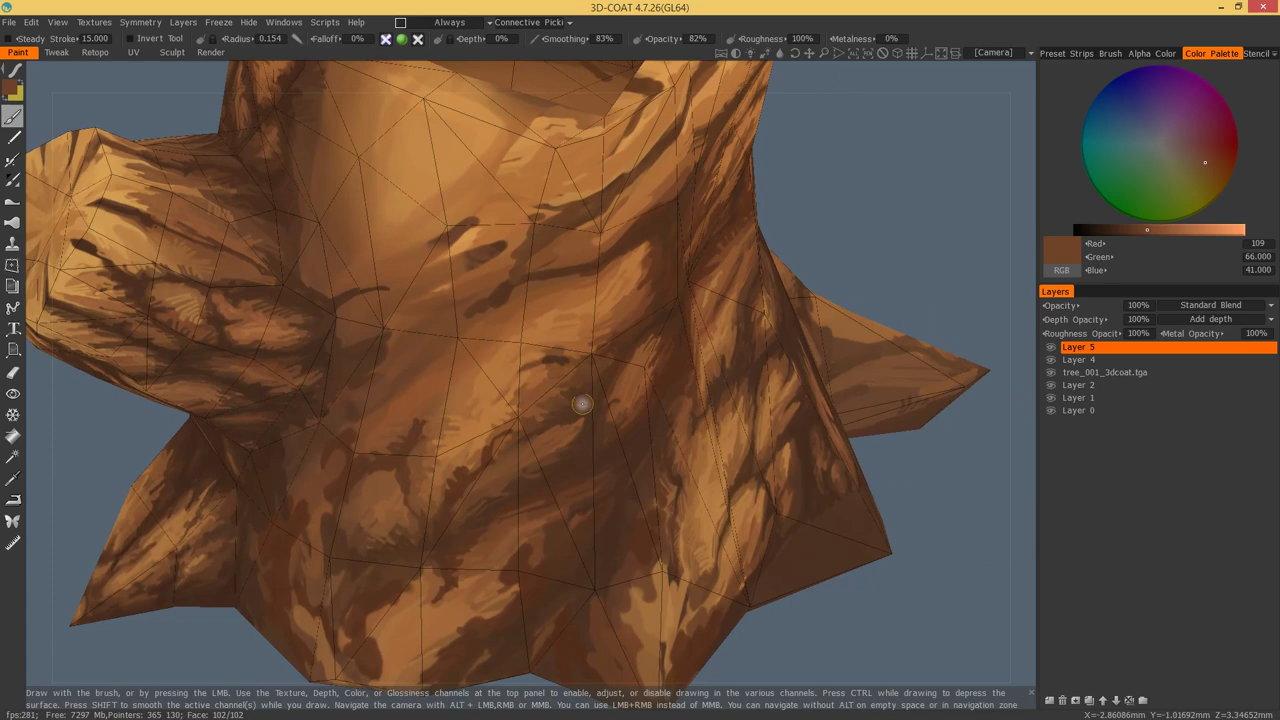 3D-COAT 4.7.26(GL64)
File Edit View Textures Symmetry Layers Freeze Hide Windows Scripts Help Always Connective Picki
Steady Stroke 15.000 Invert Tool Radius: 0.154 Falloff: 0% Depth: 0% Smoothing: 83% Opacity: 82% Roughness: 100% Metalness: 0%
Paint Tweak Retopo UV Sculpt Render [Camera] Preset Strips Brush Alpha Color Color Palette Stencil
Red: 109
Green: 66.000
RGB Blue: 41.000
Layers
Opacity: 100% Standard Blend
Depth Opacity: 100% Add depth
Roughness Opacit 100% Metal Opacity: 100%
Layer 5
Layer 4
tree_001_3dcoat.tga
Layer 2
Layer 1
Layer 0
Draw with the brush, or by pressing the LMB. Use the Texture, Depth, Color, or Glossiness channels at the top panel to enable, adjust, or disable drawing in the various channels. Press CTRL while drawing to depress the
surface. Press SHIFT to smooth the active channel(s) while you draw. Navigate the camera with ALT + LMB,RMB or MMB. You can use LMB+RMB instead of MMB. You can navigate without ALT on empty space or in navigation zone
fps:281; Free: 7297 Mb,Pointers: 365 130; Face: 102/102 X=-2.86086mm Y=-1.01692mm Z=3.34652mm